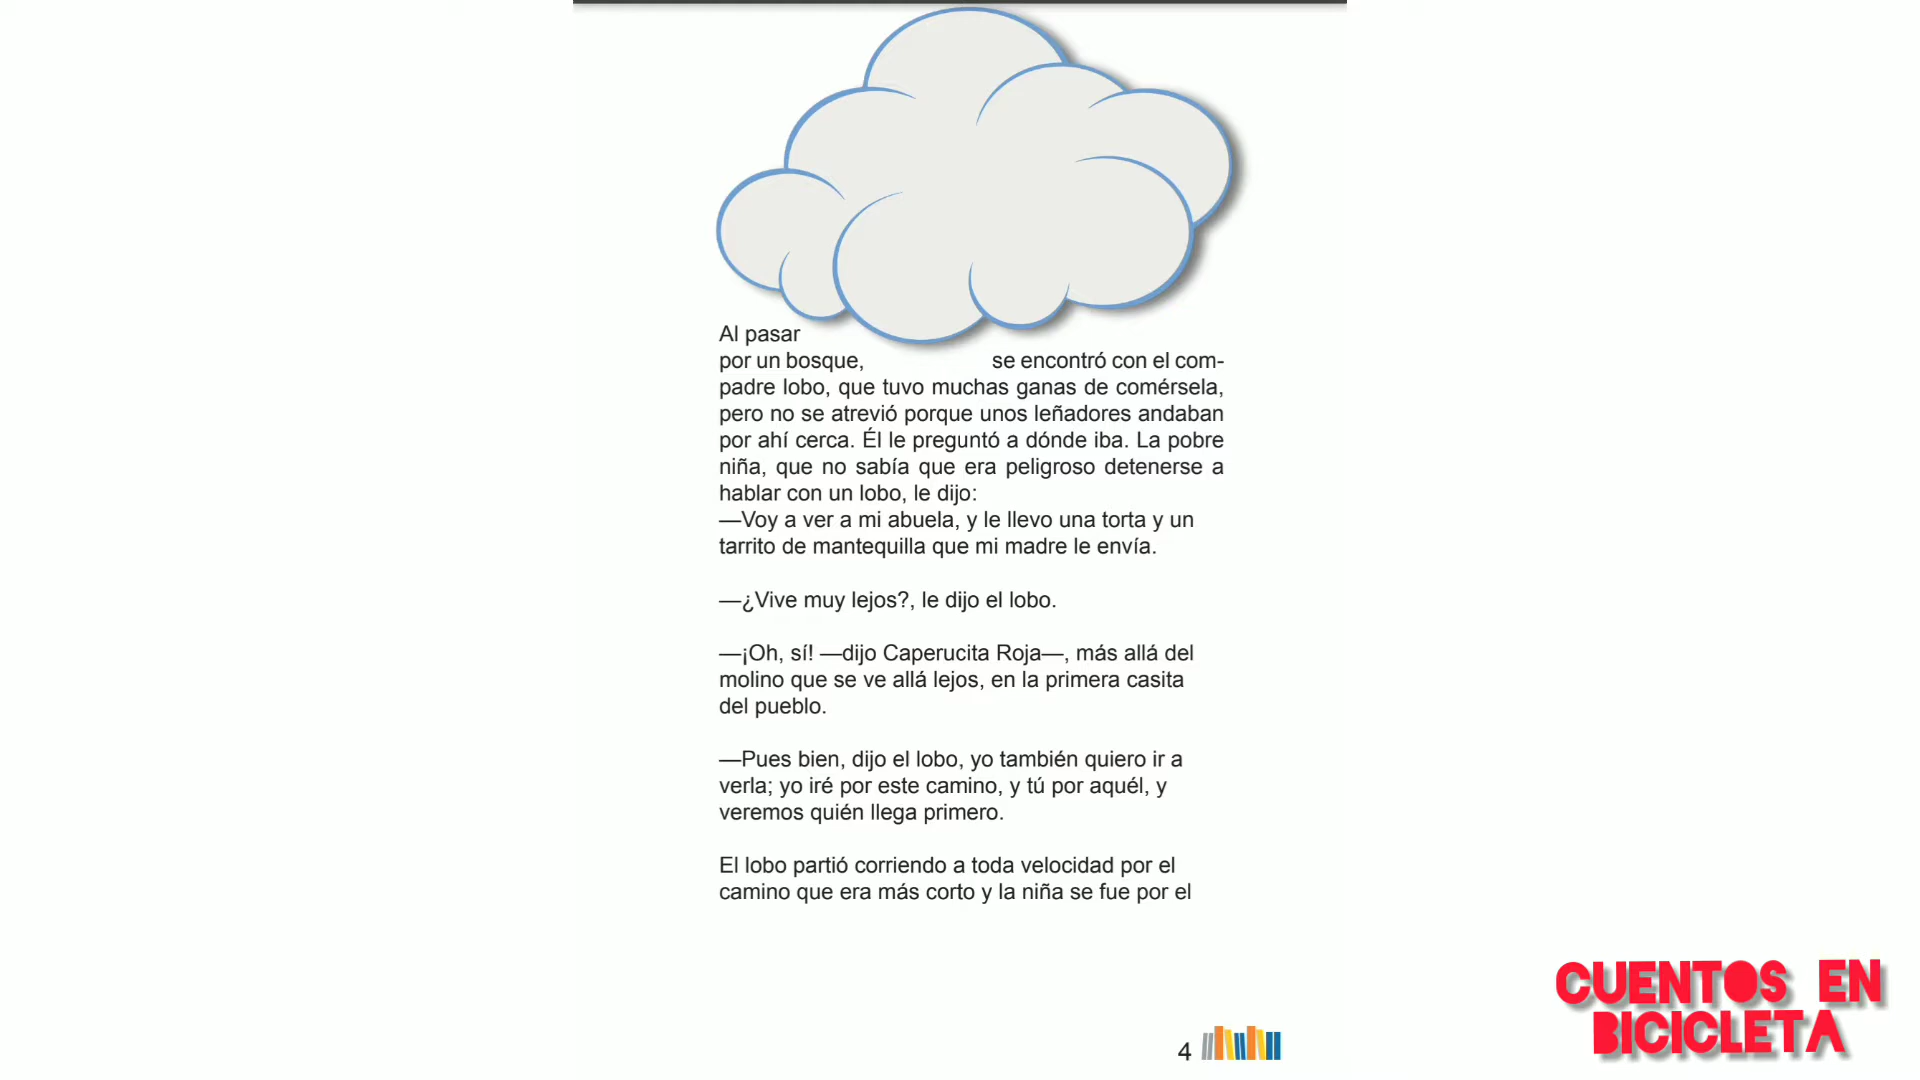 Al pasar
por un bosque, se encontró con el com-
padre lobo, que tuvo muchas ganas de comérsela,
pero no se atrevió porque unos leñadores andaban
por ahí cerca. Él le preguntó a dónde iba. La pobre
niña, que no sabía que era peligroso detenerse a
hablar con un lobo, le dijo:
—Voy a ver a mi abuela, y le llevo una torta y un
tarrito de mantequilla que mi madre le envía.
—¿Vive muy lejos?, le dijo el lobo.
—¡Oh, sí! —dijo Caperucita Roja—, más allá del
molino que se ve allá lejos, en la primera casita
del pueblo.
—Pues bien, dijo el lobo, yo también quiero ir a
verla; yo iré por este camino, y tú por aquél, y
veremos quién llega primero.
El lobo partió corriendo a toda velocidad por el
camino que era más corto y la niña se fue por el
4
CUENTOS EN
BICICLETA